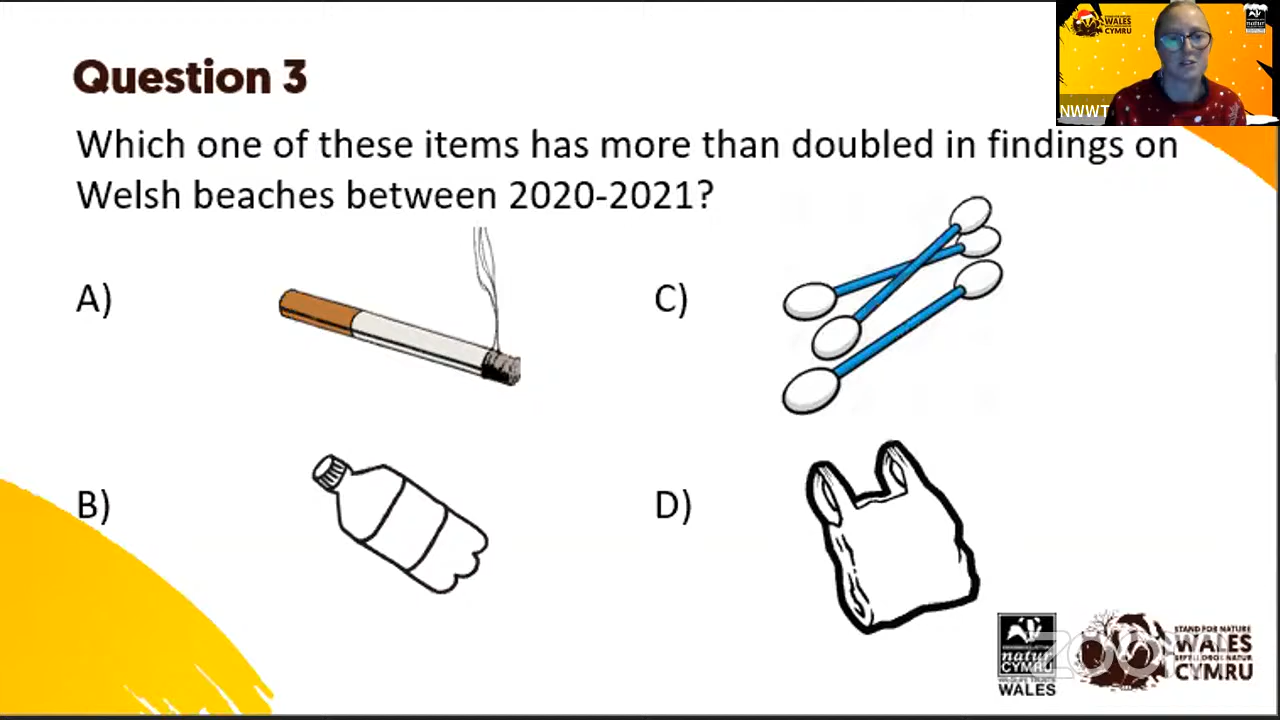 Question 3
Which one of these items has more than doubled in findings on
Welsh beaches between 2020-2021?
A)
C)
B)
D)
WALES
CYMRU
NWWT
natur
CYMRU
WALES
STAND FOR NATURE
WALES
CYMRU
zoom